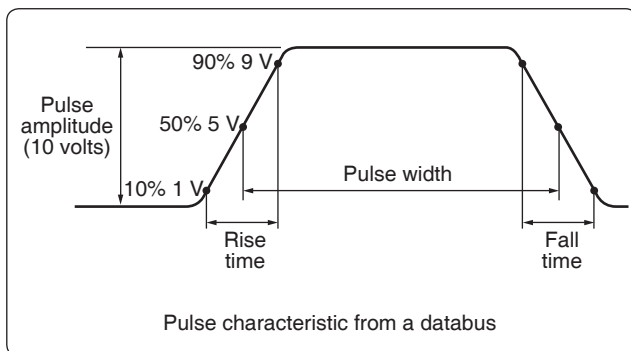 90% 9 V
Pulse
amplitude
(10 volts)
50% 5 V
Pulse width
10% 1 V
Rise
time
Fall
time
Pulse characteristic from a databus